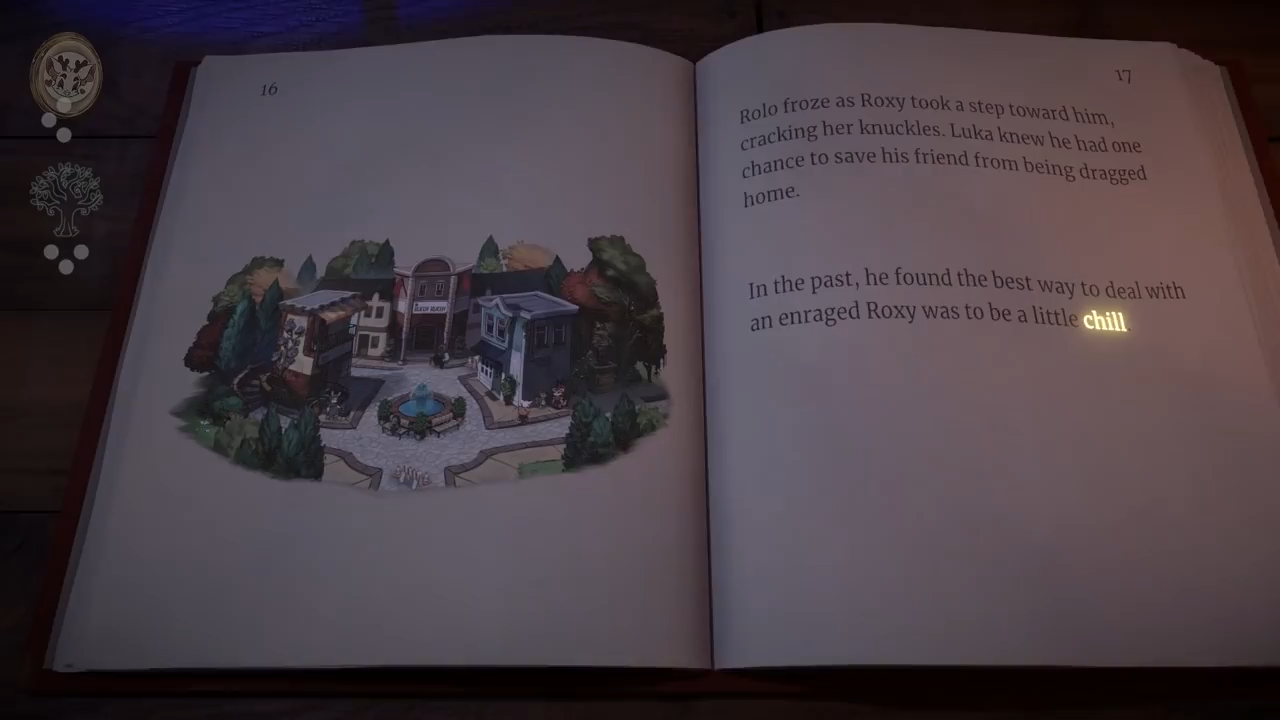 16
17
Rolo froze as Roxy took a step toward him,
cracking her knuckles. Luka knew he had one
chance to save his friend from being dragged
home.
In the past, he found the best way to deal with
an enraged Roxy was to be a little chill.